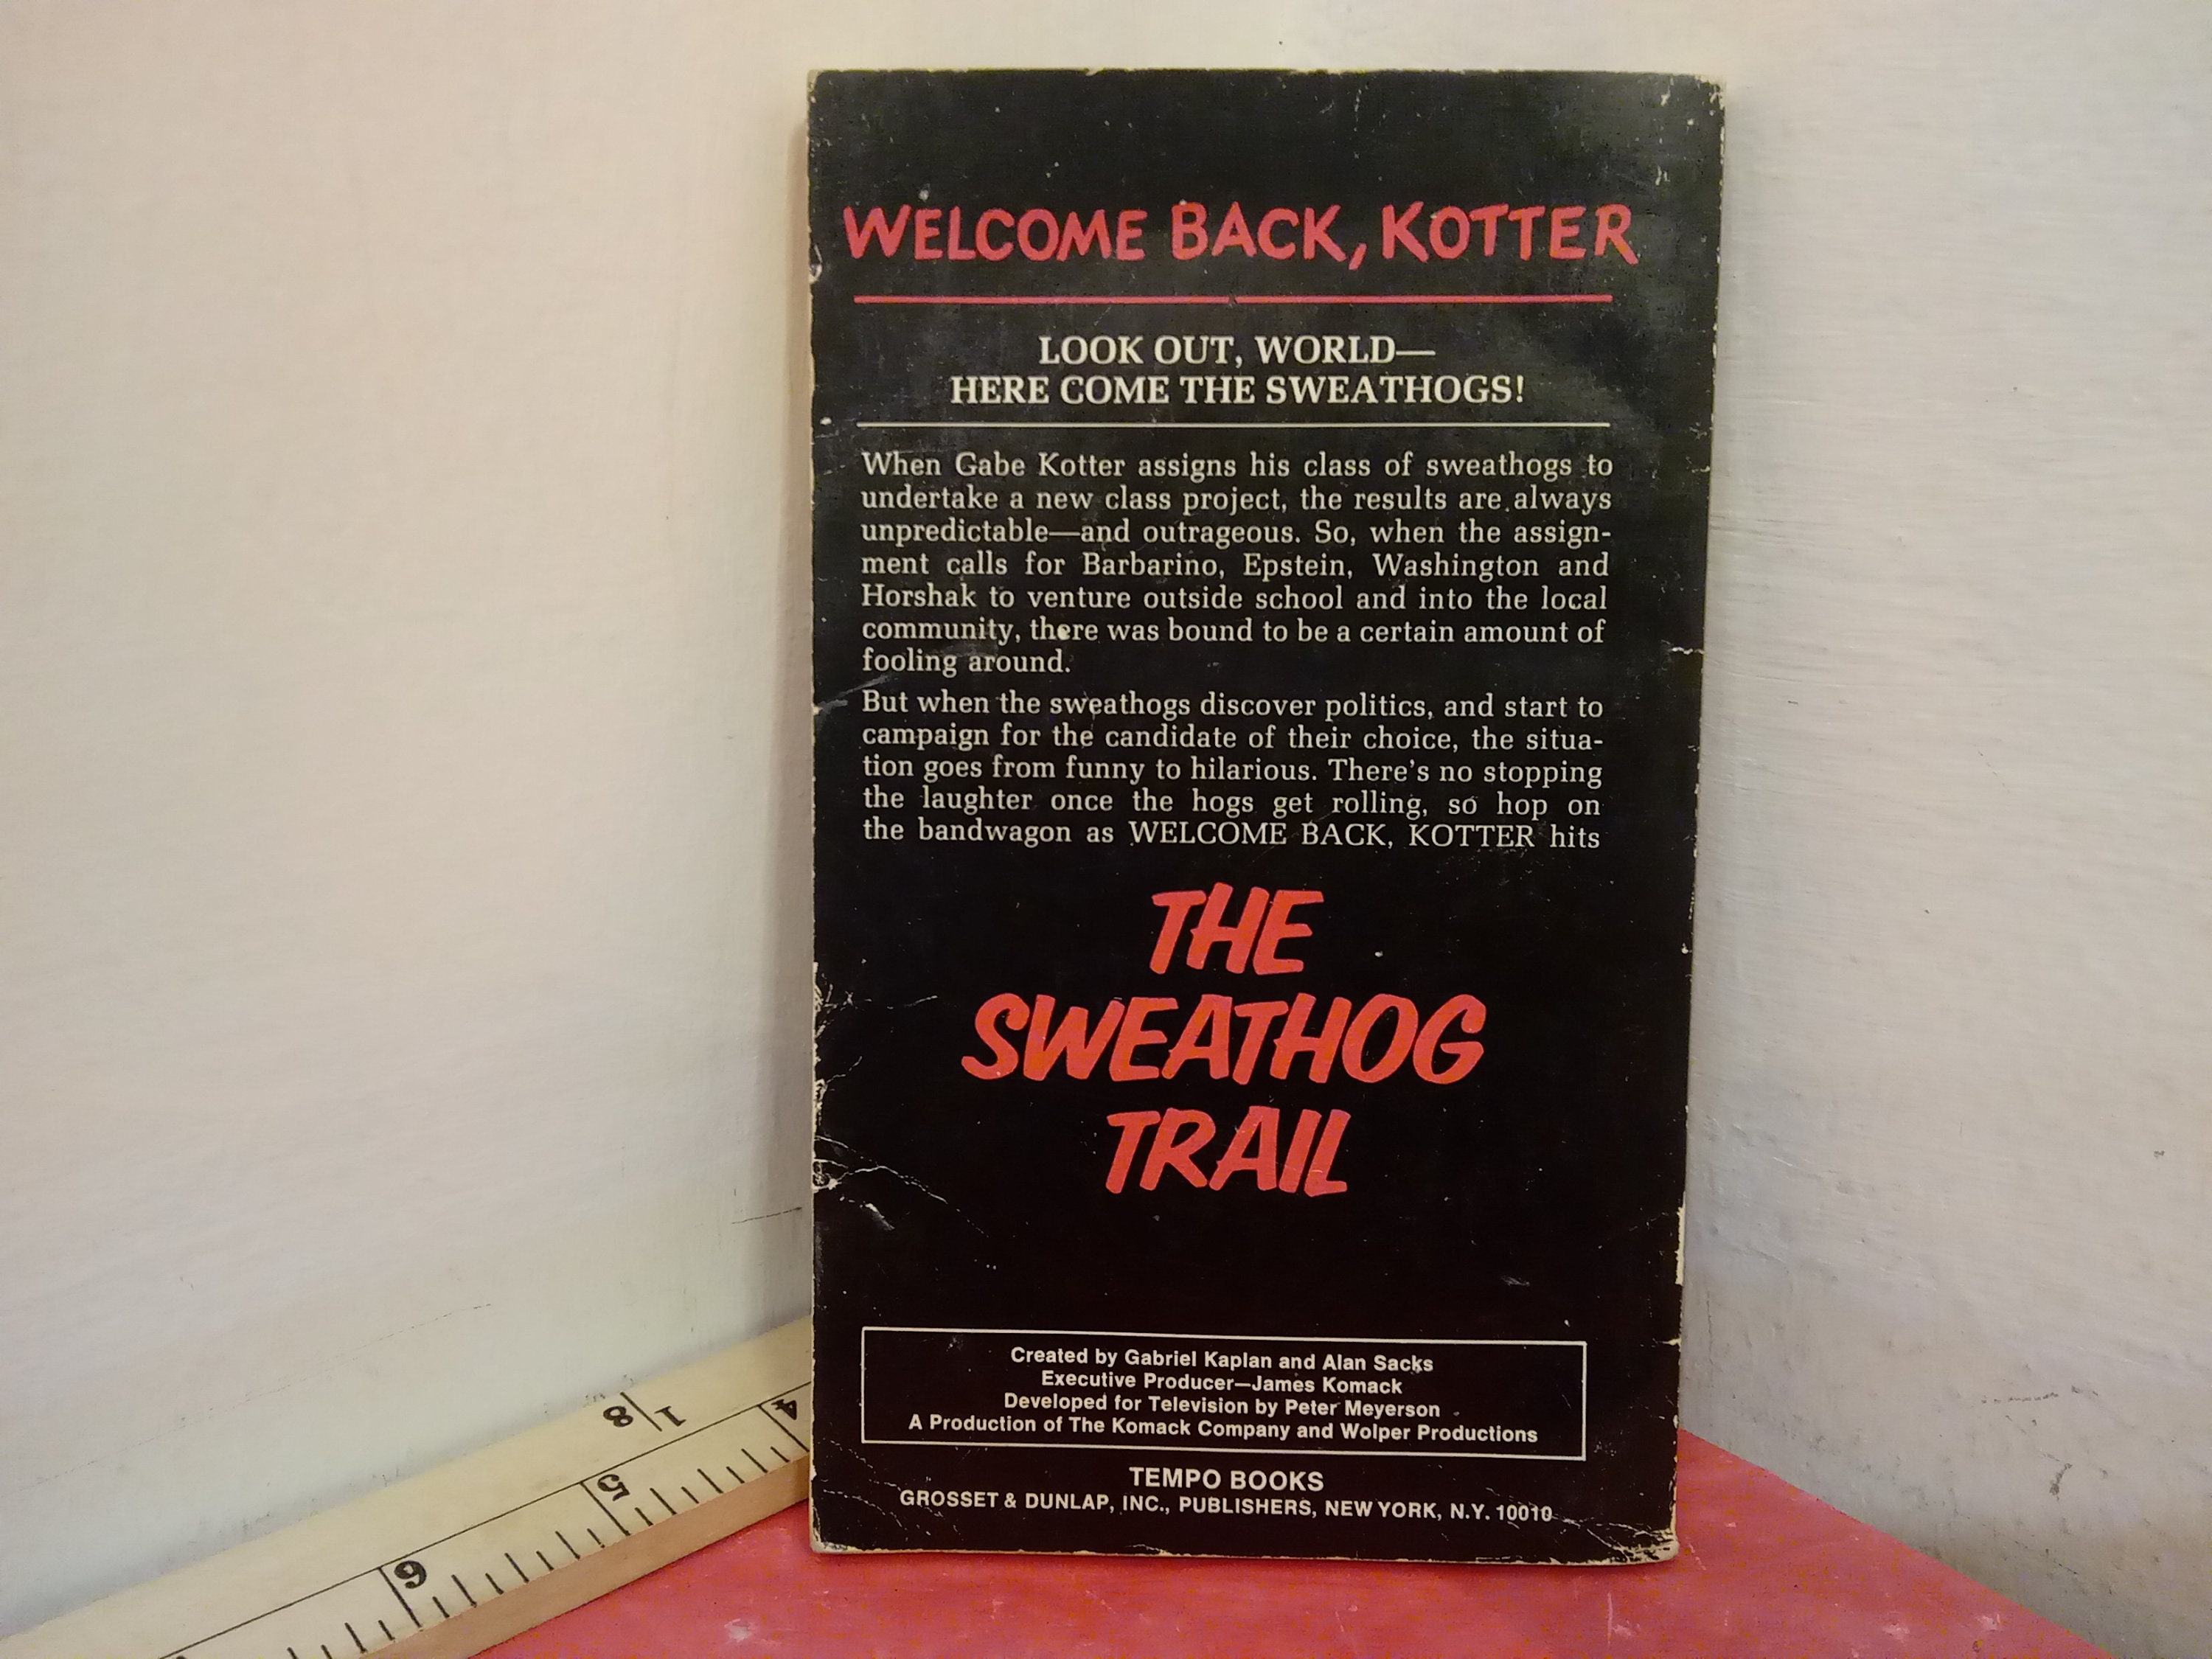 WELCOME BACK, KOTTER
LOOK OUT, WORLD—
HERE COME THE SWEATHOGS!
When Gabe Kotter assigns his class of sweathogs to
undertake a new class project, the results are always
unpredictable—and outrageous. So, when the assign-
ment calls for Barbarino, Epstein, Washington and
Horshak to venture outside school and into the local
community, there was bound to be a certain amount of
fooling around.
But when the sweathogs discover politics, and start to
campaign for the candidate of their choice, the situa-
tion goes from funny to hilarious. There's no stopping
the laughter once the hogs get rolling, so hop on
the bandwagon as WELCOME BACK, KOTTER hits
THE
SWEATHOG
TRAIL
Created by Gabriel Kaplan and Alan Sacks
Executive Producer—James Komack
Developed for Television by Peter Meyerson
A Production of The Komack Company and Wolper Productions
TEMPO BOOKS
GROSSET & DUNLAP, INC., PUBLISHERS, NEW YORK, N.Y. 10010
8 1
4
5
6